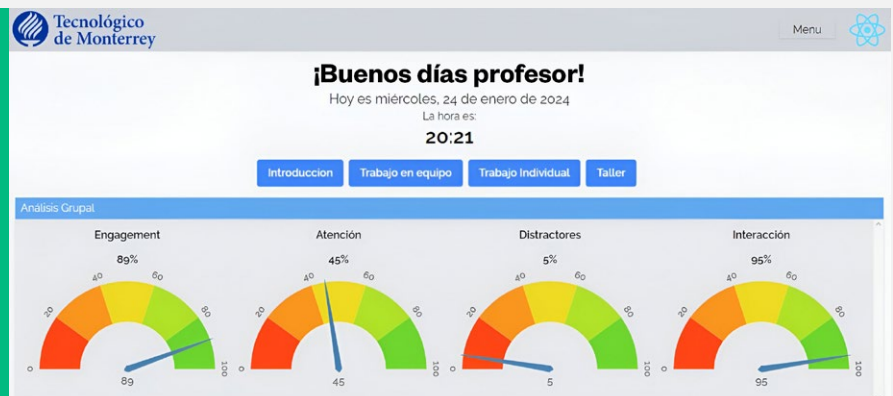 Tecnológico
de Monterrey
Menu
¡Buenos días profesor!
Hoy es miércoles, 24 de enero de 2024
La hora es:
20:21
Introduccion Trabajo en equipo Trabajo Individual Taller
Análisis Grupal
Engagement Atención Distractores Interacción
89% 45% 5% 95%
0 20 40 60 80 100 0 20 40 60 80 100 0 20 40 60 80 100 0 20 40 60 80 100
89 45 5 95